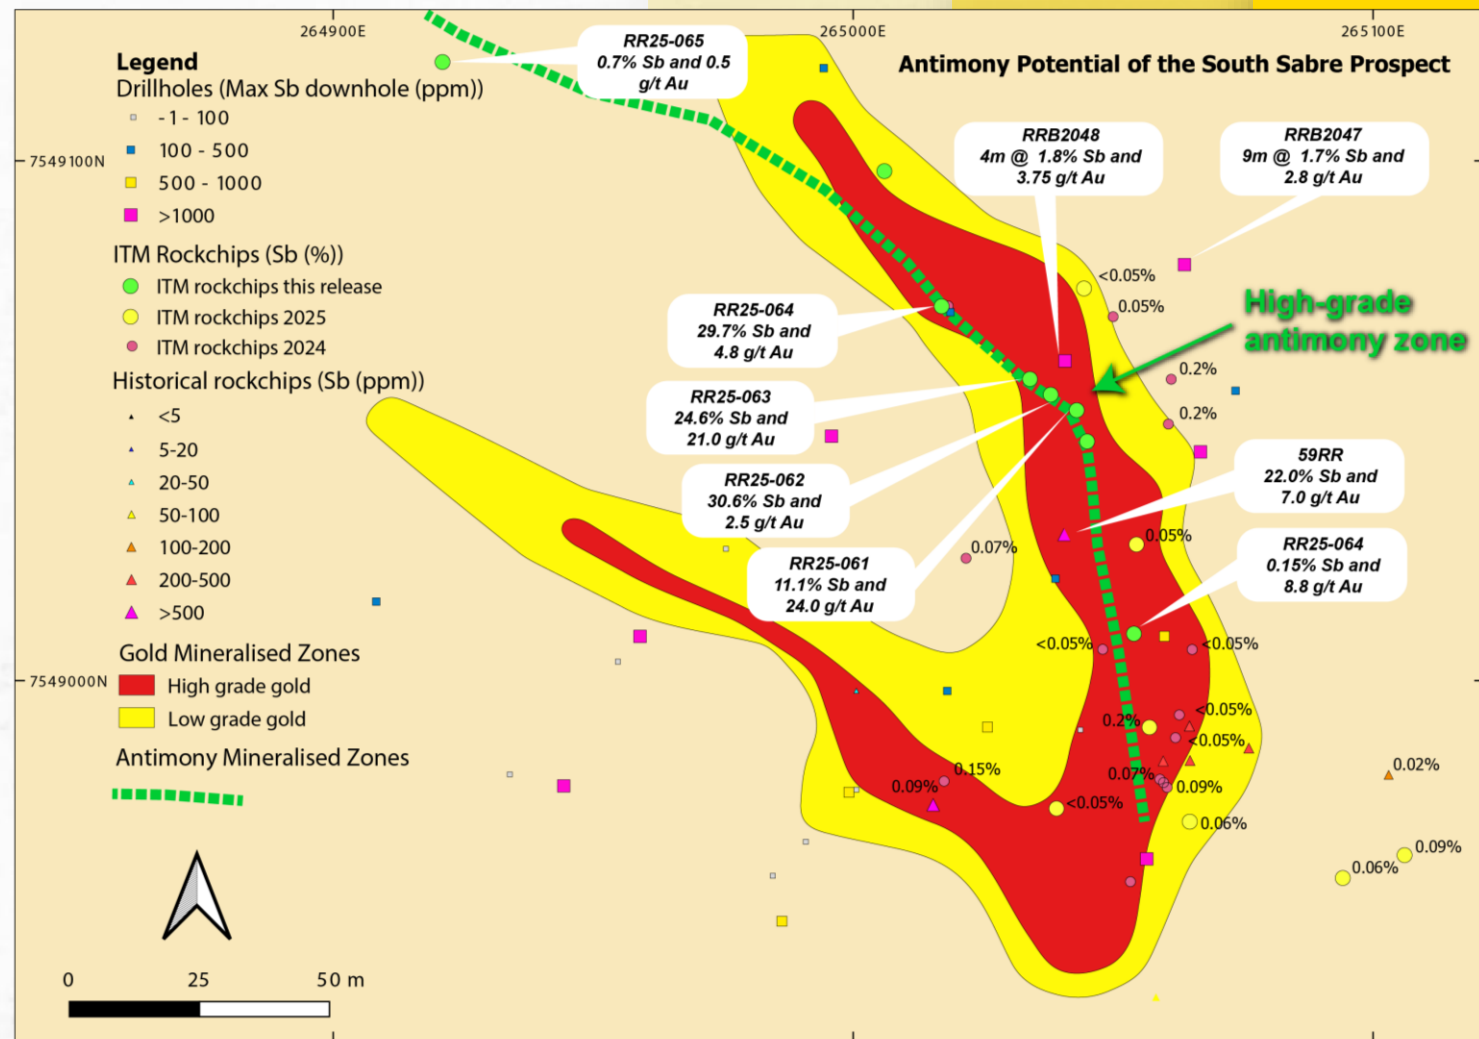 264900E
265000E
265100E
Antimony Potential of the South Sabre Prospect
7549100N
7549000N
Legend
Drillholes (Max Sb downhole (ppm))
-1 - 100
100 - 500
500 - 1000
>1000
ITM Rockchips (Sb (%))
ITM rockchips this release
ITM rockchips 2025
ITM rockchips 2024
Historical rockchips (Sb (ppm))
<5
5-20
20-50
50-100
100-200
200-500
>500
Gold Mineralised Zones
High grade gold
Low grade gold
Antimony Mineralised Zones
0 25 50 m
RR25-065
0.7% Sb and 0.5
g/t Au
RRB2048
4m @ 1.8% Sb and
3.75 g/t Au
RRB2047
9m @ 1.7% Sb and
2.8 g/t Au
<0.05%
0.05%
High-grade
antimony zone
RR25-064
29.7% Sb and
4.8 g/t Au
0.2%
0.2%
RR25-063
24.6% Sb and
21.0 g/t Au
RR25-062
30.6% Sb and
2.5 g/t Au
59RR
22.0% Sb and
7.0 g/t Au
RR25-061
11.1% Sb and
24.0 g/t Au
0.07%
0.05%
RR25-064
0.15% Sb and
8.8 g/t Au
<0.05%
<0.05%
<0.05%
0.2%
<0.05%
0.15%
0.09%
0.07%
0.09%
<0.05%
0.06%
0.02%
0.09%
0.06%